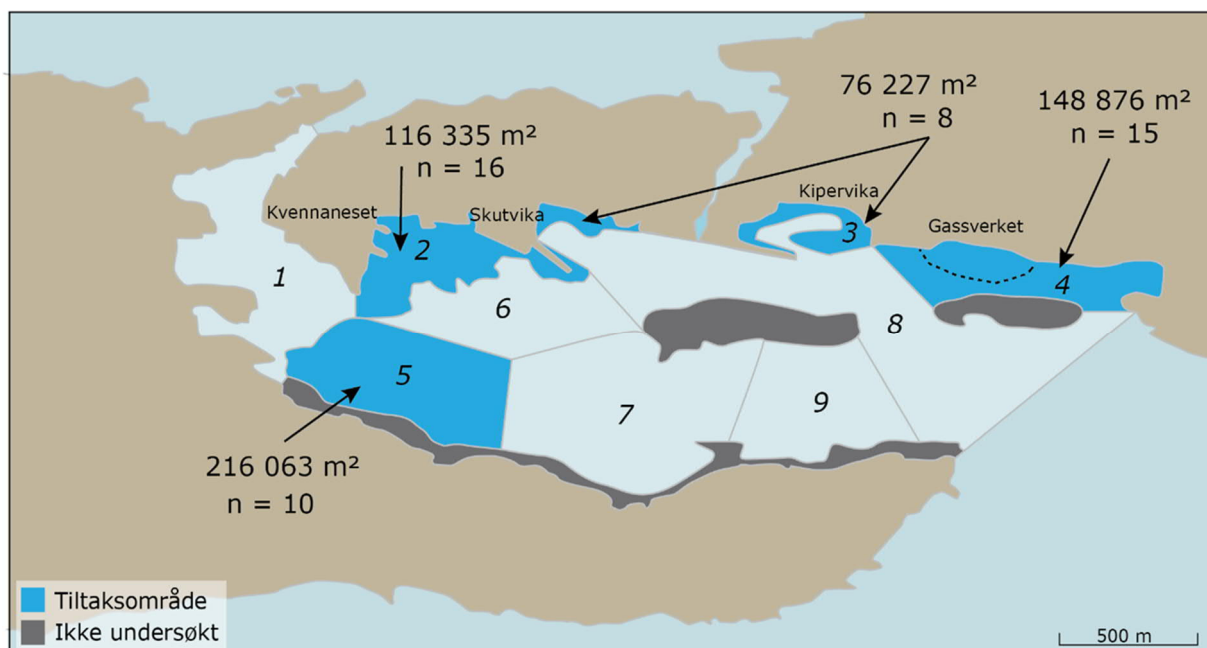 76 227 m²
n = 8
148 876 m²
n = 15
116 335 m²
n = 16
Kvennaneset
Skutvika
Kipervika
Gassverket
1
2
3
4
5
6
7
8
9
216 063 m²
n = 10
Tiltaksområde
Ikke undersøkt
500 m